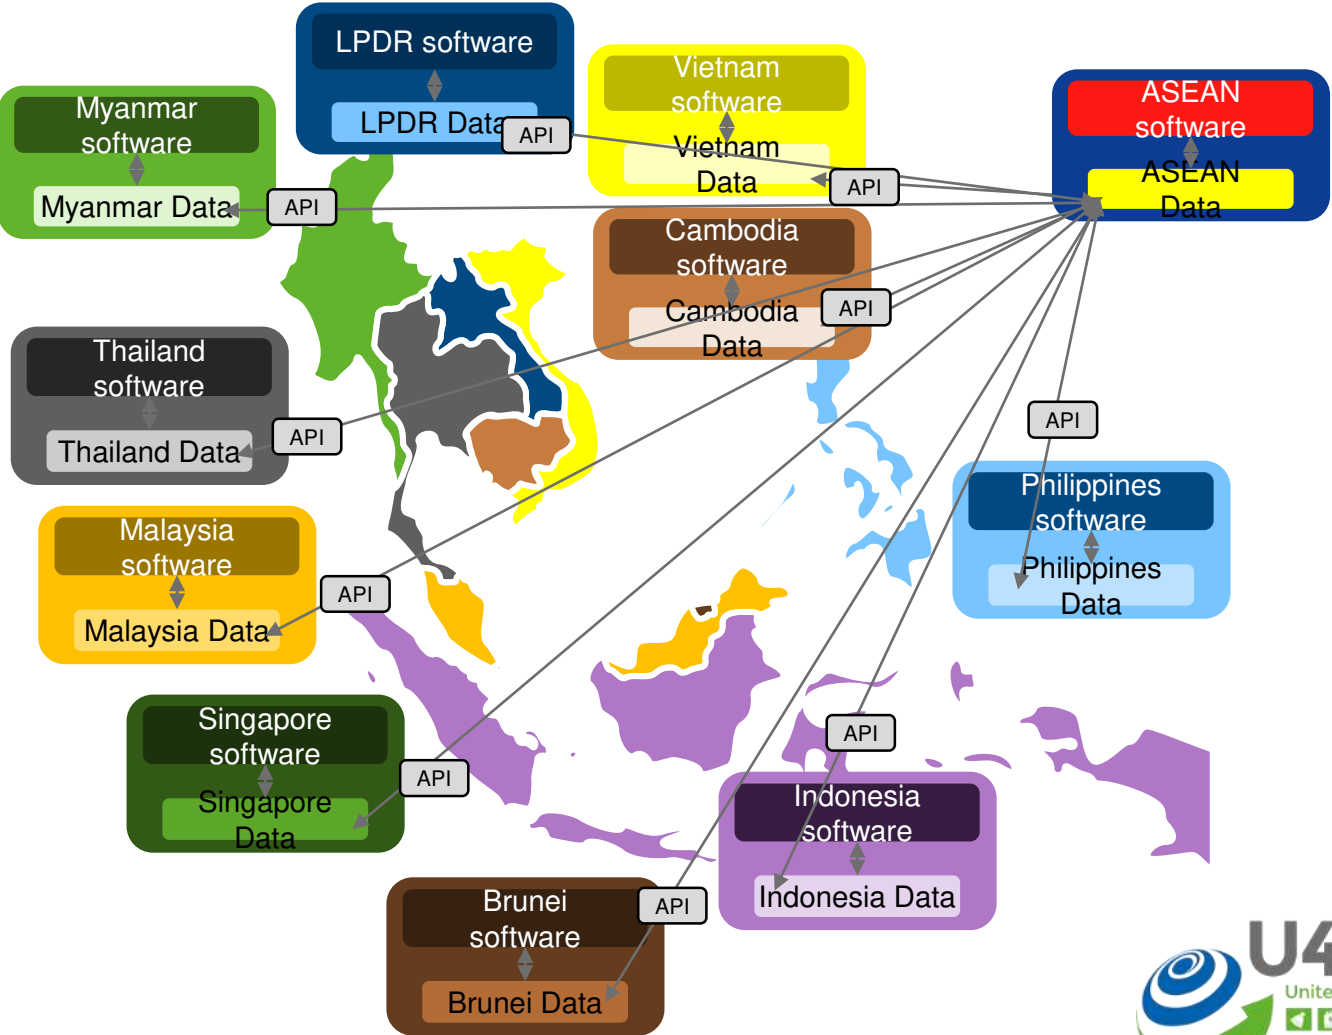 LPDR software
LPDR Data
API
Vietnam
software
Vietnam
Data
API
ASEAN
software
ASEAN
Data
Myanmar
software
Myanmar Data
API
Cambodia
software
Cambodia
Data
API
Thailand
software
Thailand Data
API
API
Philippines
software
Philippines
Data
Malaysia
software
Malaysia Data
API
Singapore
software
Singapore
Data
API
API
Indonesia
software
Indonesia Data
Brunei
software
Brunei Data
API
U4
Unite